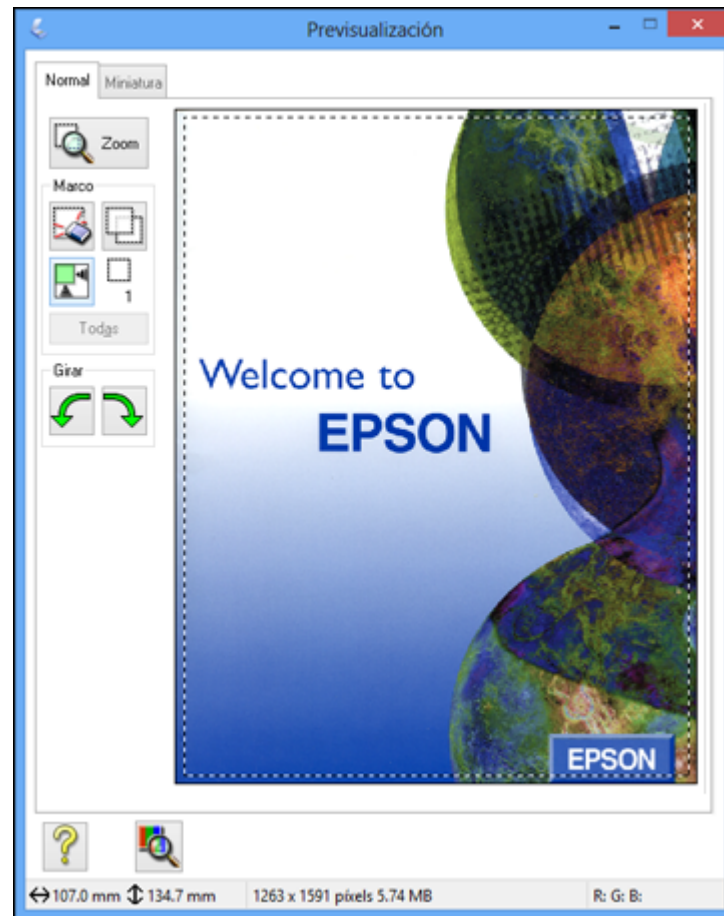 Previsualización
Normal Miniatura
Zoom
Marco
1
Todas
Girar
Welcome to
EPSON
EPSON
107.0 mm 134.7 mm 1263 x 1591 píxels 5.74 MB R: G: B: